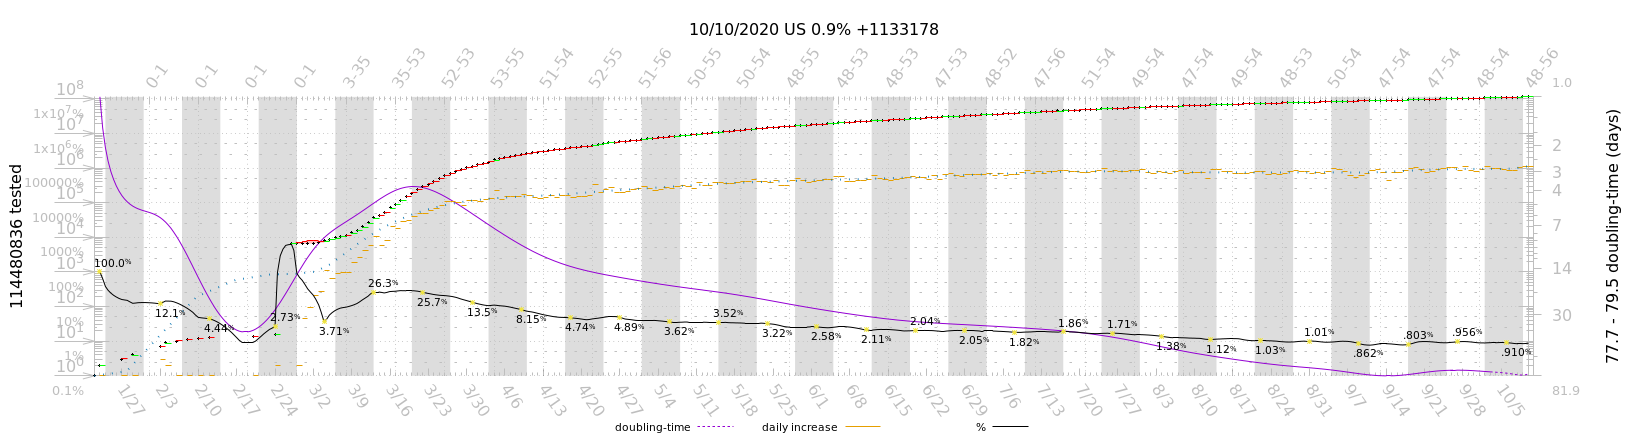 10/10/2020 US 0.9% +1133178
0-1 0-1 0-1 0-1 3-35 35-53 52-53 53-55 51-54 52-55 51-56 50-55 50-54 48-55 48-53 48-53 47-53 48-52 47-56 51-54 49-54 47-54 49-54 48-54 50-54 47-54 47-54 48-54 48-56
10⁸ 1.0
1x10⁷%
10⁷
1x10⁶% 2
10⁶
100000% 3
10⁵ 4
10000%
10⁴ 7
1000%
10³ 14
100%
10² 30
10%
10¹
1%
10⁰
0.1% 81.9
114480836 tested
77.7 - 79.5 doubling-time (days)
100.0% 12.1% 4.44% 2.73% 3.71% 26.3% 25.7% 13.5% 8.15% 4.74% 4.89% 3.62% 3.52% 3.22% 2.58% 2.11% 2.04% 2.05% 1.82% 1.86% 1.71% 1.38% 1.12% 1.03% 1.01% .862% .803% .956% .910%
1/27 2/3 2/10 2/17 2/24 3/2 3/9 3/16 3/23 3/30 4/6 4/13 4/20 4/27 5/4 5/11 5/18 5/25 6/1 6/8 6/15 6/22 6/29 7/6 7/13 7/20 7/27 8/3 8/10 8/17 8/24 8/31 9/7 9/14 9/21 9/28 10/5
doubling-time daily increase %